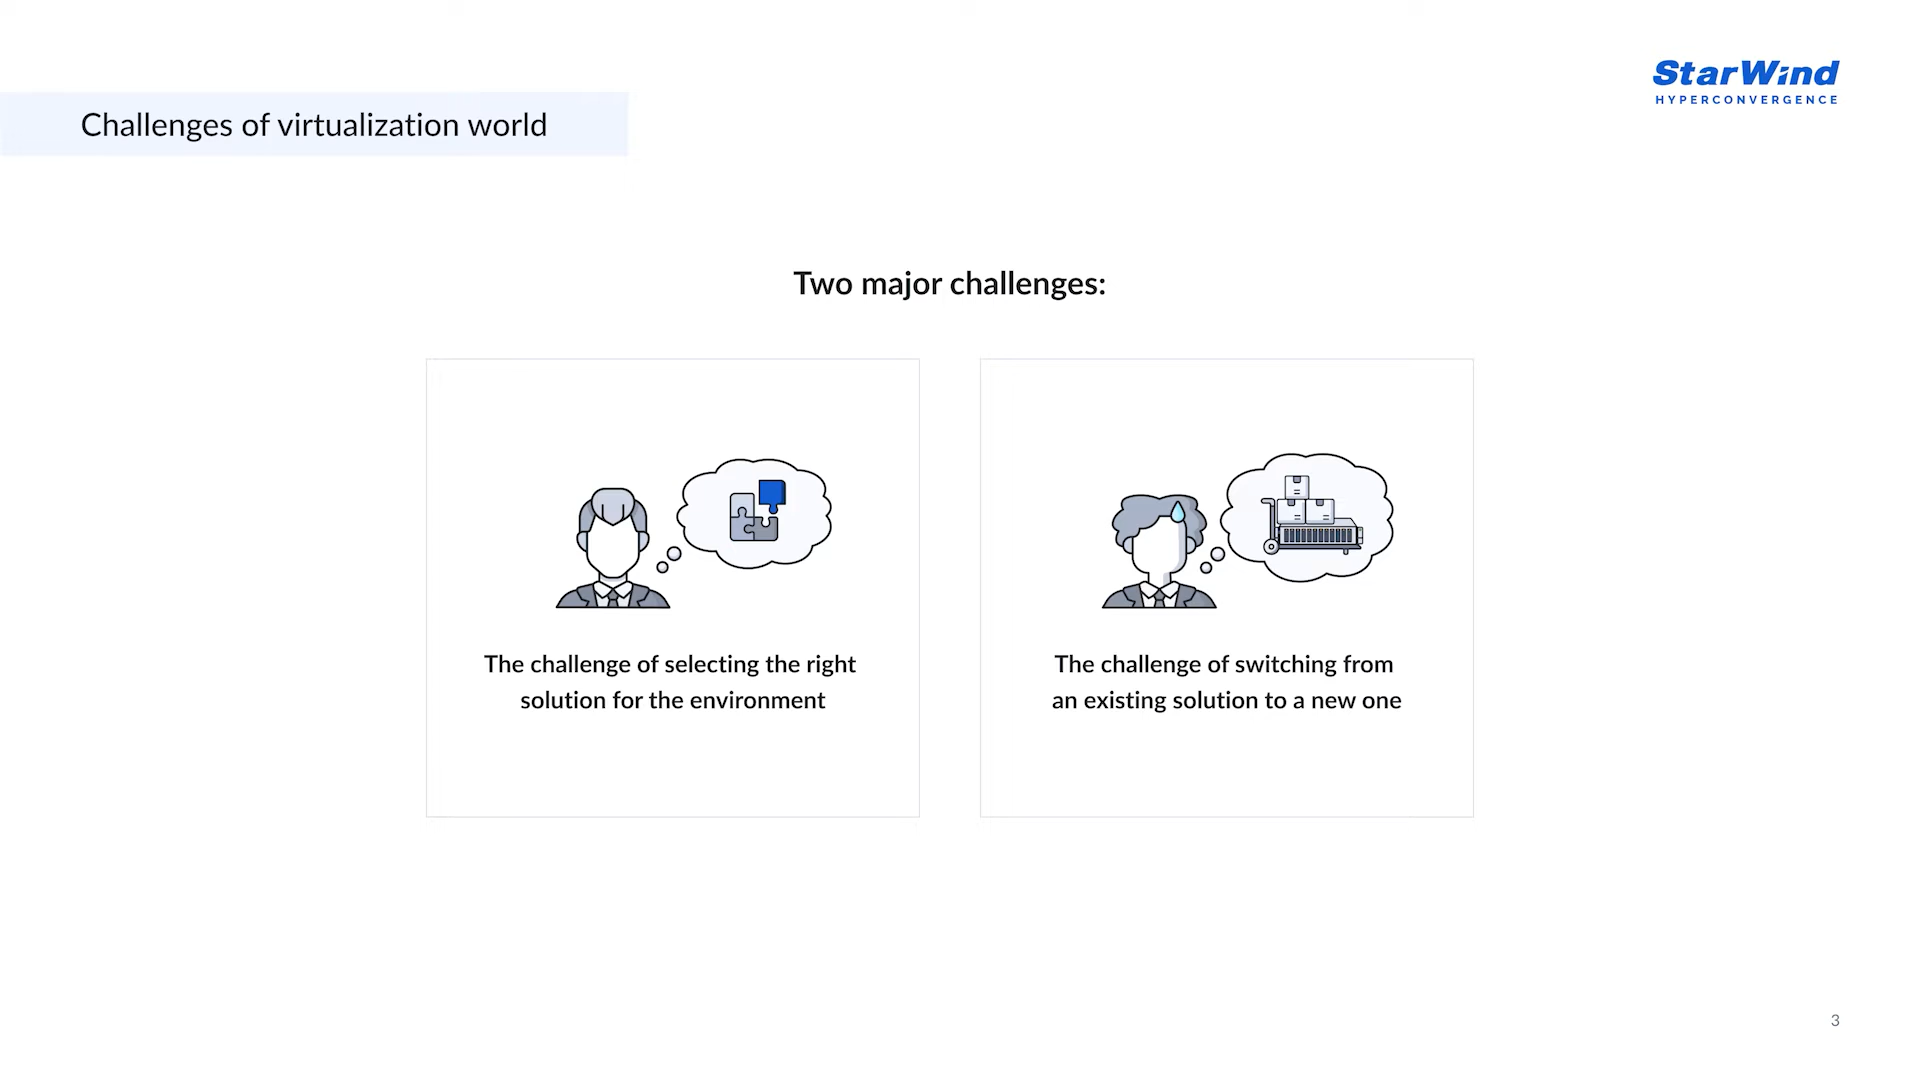 StarWind
HYPERCONVERGENCE
Challenges of virtualization world
Two major challenges:
The challenge of selecting the right
solution for the environment
The challenge of switching from
an existing solution to a new one
3